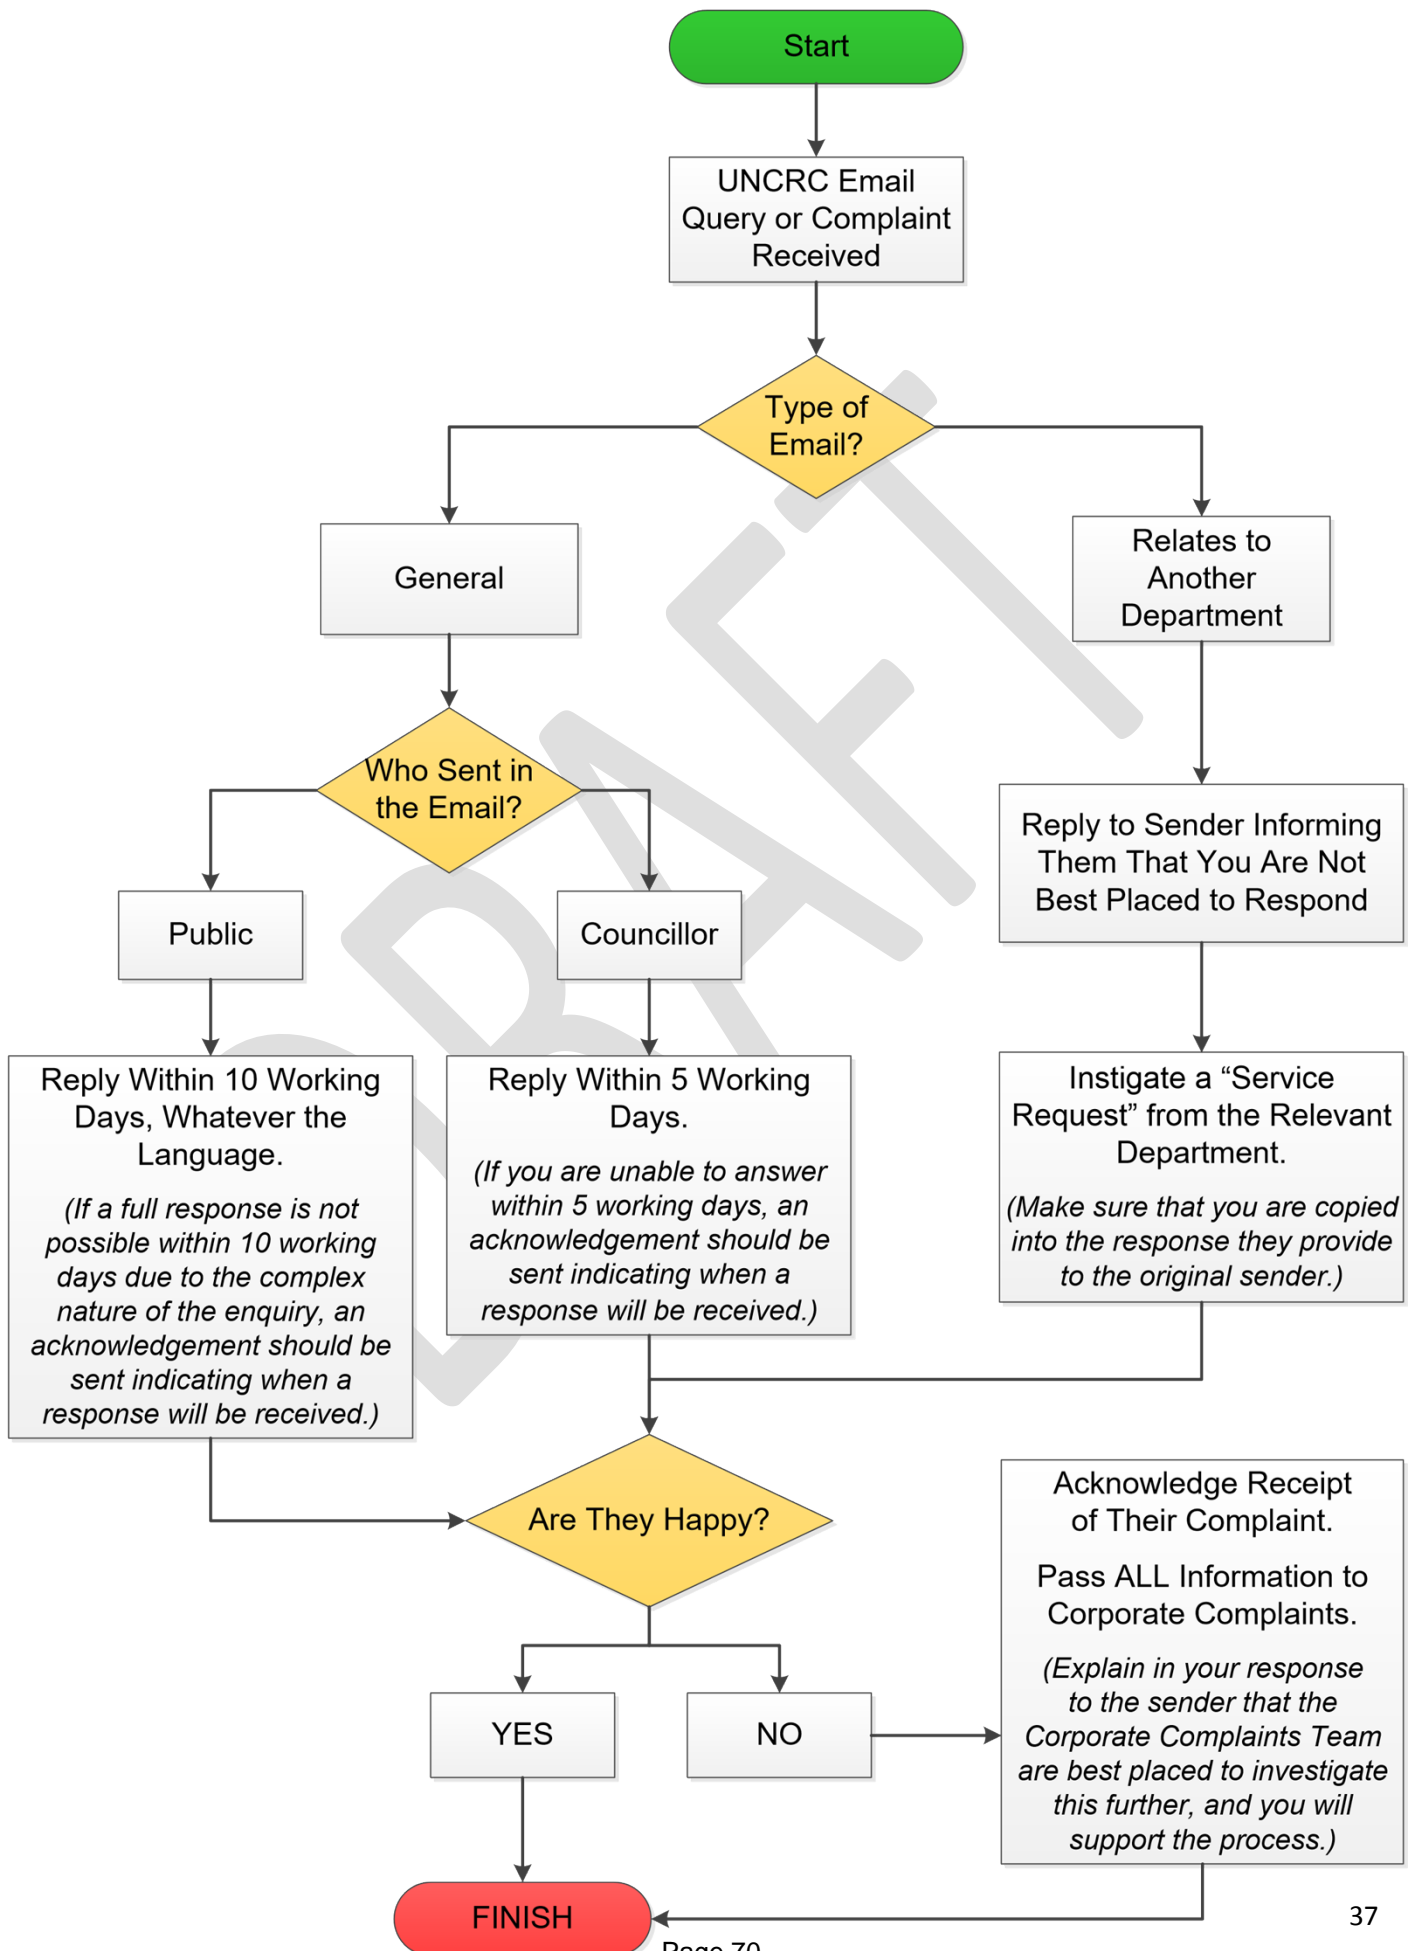 Start
UNCRC Email
Query or Complaint
Received
Type of
Email?
General
Relates to
Another
Department
Who Sent in
the Email?
Reply to Sender Informing
Them That You Are Not
Best Placed to Respond
Public
Councillor
Reply Within 10 Working
Days, Whatever the
Language.
(If a full response is not
possible within 10 working
days due to the complex
nature of the enquiry, an
acknowledgement should be
sent indicating when a
response will be received.)
Reply Within 5 Working
Days.
(If you are unable to answer
within 5 working days, an
acknowledgement should be
sent indicating when a
response will be received.)
Instigate a “Service
Request” from the Relevant
Department.
(Make sure that you are copied
into the response they provide
to the original sender.)
Are They Happy?
YES
NO
Acknowledge Receipt
of Their Complaint.
Pass ALL Information to
Corporate Complaints.
(Explain in your response
to the sender that the
Corporate Complaints Team
are best placed to investigate
this further, and you will
support the process.)
FINISH
37
Page 70
DRAFT